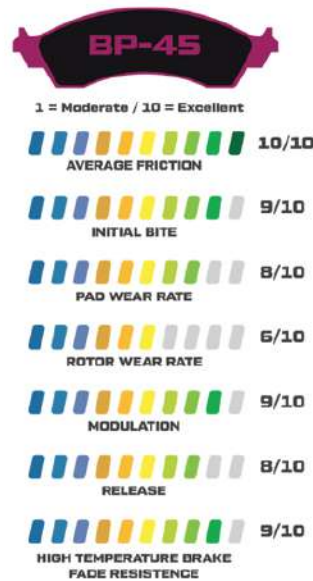 BP-45
1 = Moderate / 10 = Excellent
10/10
AVERAGE FRICTION
9/10
INITIAL BITE
8/10
PAD WEAR RATE
6/10
ROTOR WEAR RATE
9/10
MODULATION
8/10
RELEASE
9/10
HIGH TEMPERATURE BRAKE
FADE RESISTENCE